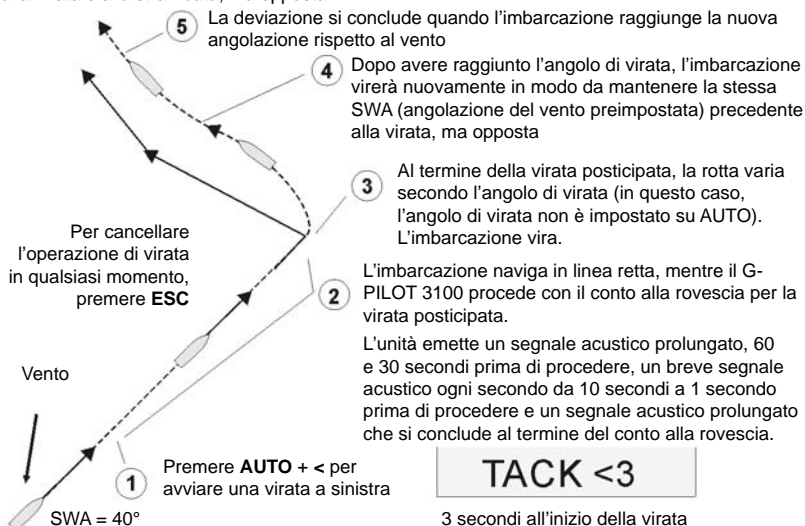 5 La deviazione si conclude quando l'imbarcazione raggiunge la nuova
angolazione rispetto al vento
4 Dopo avere raggiunto l'angolo di virata, l'imbarcazione
virerà nuovamente in modo da mantenere la stessa
SWA (angolazione del vento preimpostata) precedente
alla virata, ma opposta
3 Al termine della virata posticipata, la rotta varia
secondo l'angolo di virata (in questo caso,
l'angolo di virata non è impostato su AUTO).
L'imbarcazione vira.
Per cancellare
l'operazione di virata
in qualsiasi momento,
premere ESC
2 L'imbarcazione naviga in linea retta, mentre il G-
PILOT 3100 procede con il conto alla rovescia per la
virata posticipata.
L'unità emette un segnale acustico prolungato, 60
e 30 secondi prima di procedere, un breve segnale
acustico ogni secondo da 10 secondi a 1 secondo
prima di procedere e un segnale acustico prolungato
che si conclude al termine del conto alla rovescia.
Vento
1 Premere AUTO + < per
avviare una virata a sinistra
TACK <3
SWA = 40°
3 secondi all'inizio della virata